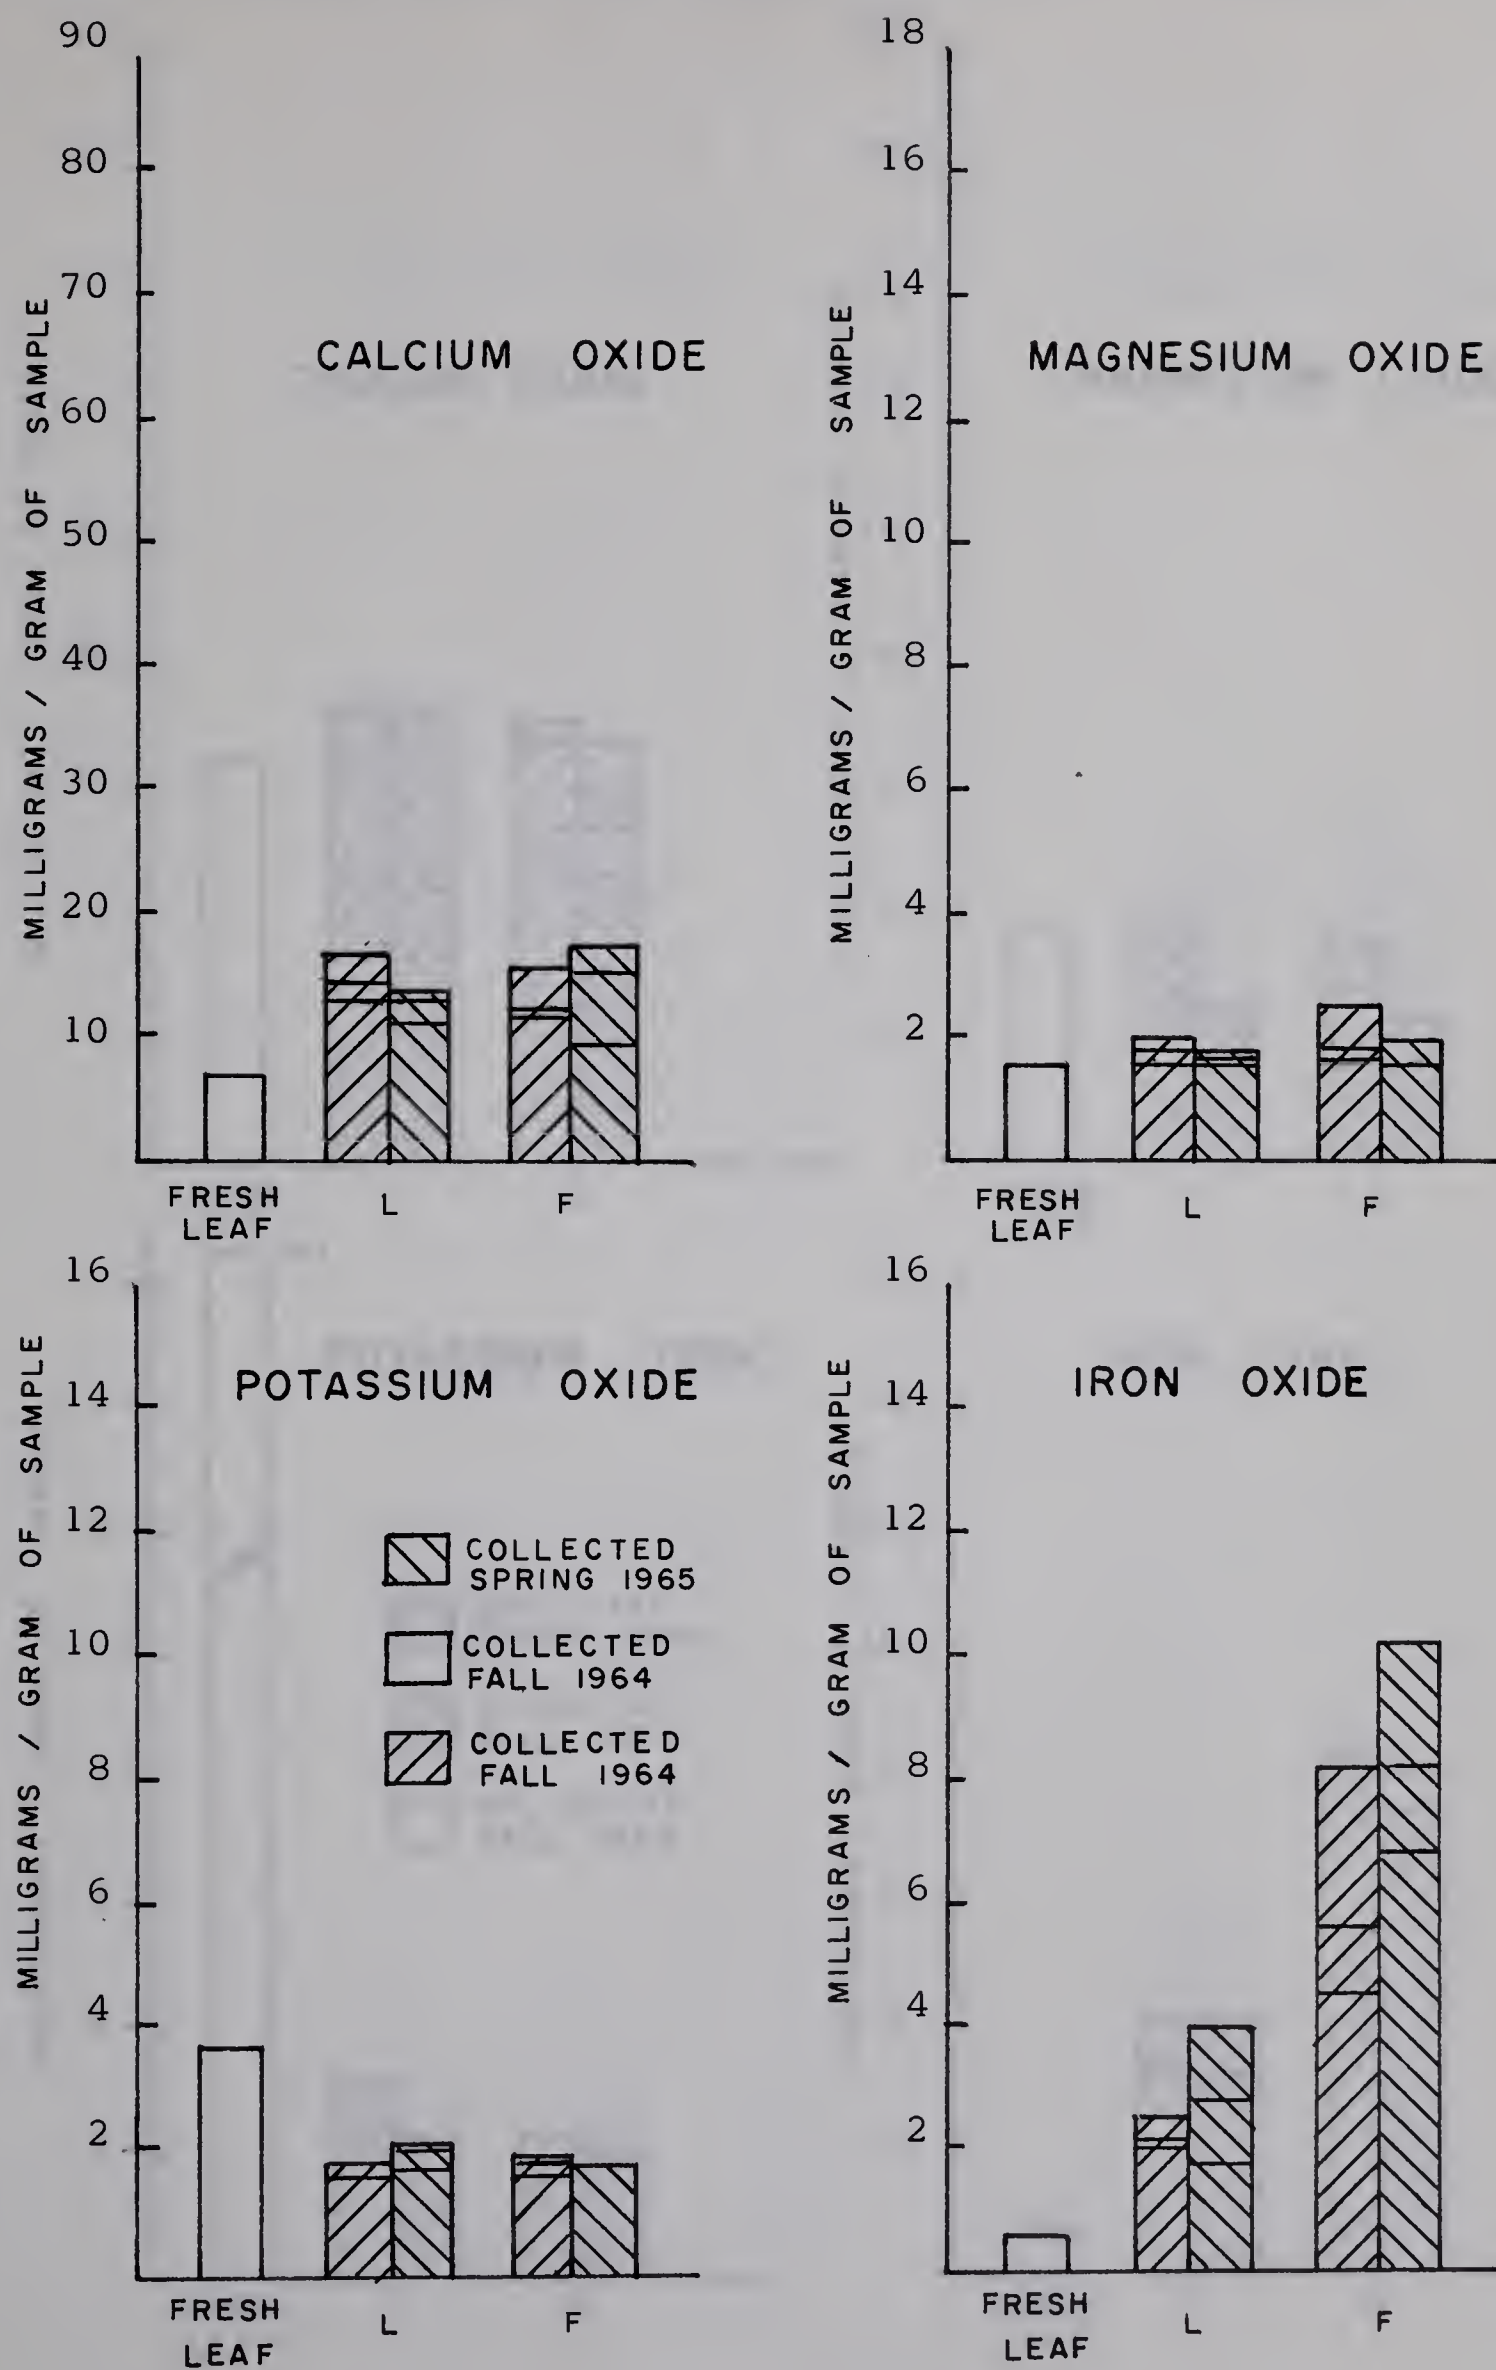 90
80
70
60
50
40
30
20
10
MILLIGRAMS / GRAM OF SAMPLE
CALCIUM OXIDE
FRESH
LEAF
L
F
18
16
14
12
10
8
6
4
2
MILLIGRAMS / GRAM OF SAMPLE
MAGNESIUM OXIDE
FRESH
LEAF
L
F
16
14
12
10
8
6
4
2
MILLIGRAMS / GRAM OF SAMPLE
POTASSIUM OXIDE
COLLECTED
SPRING 1965
COLLECTED
FALL 1964
COLLECTED
FALL 1964
FRESH
LEAF
L
F
16
14
12
10
8
6
4
2
MILLIGRAMS / GRAM OF SAMPLE
IRON OXIDE
FRESH
LEAF
L
F